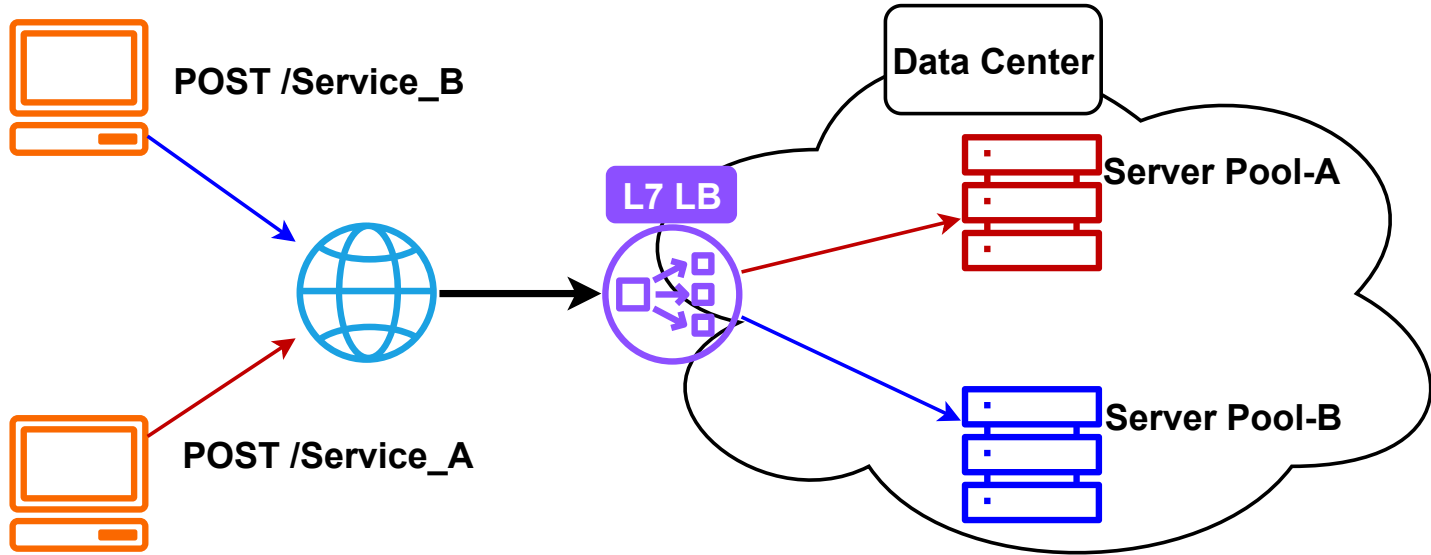 POST /Service_B
Data Center
L7 LB
Server Pool-A
Server Pool-B
POST /Service_A